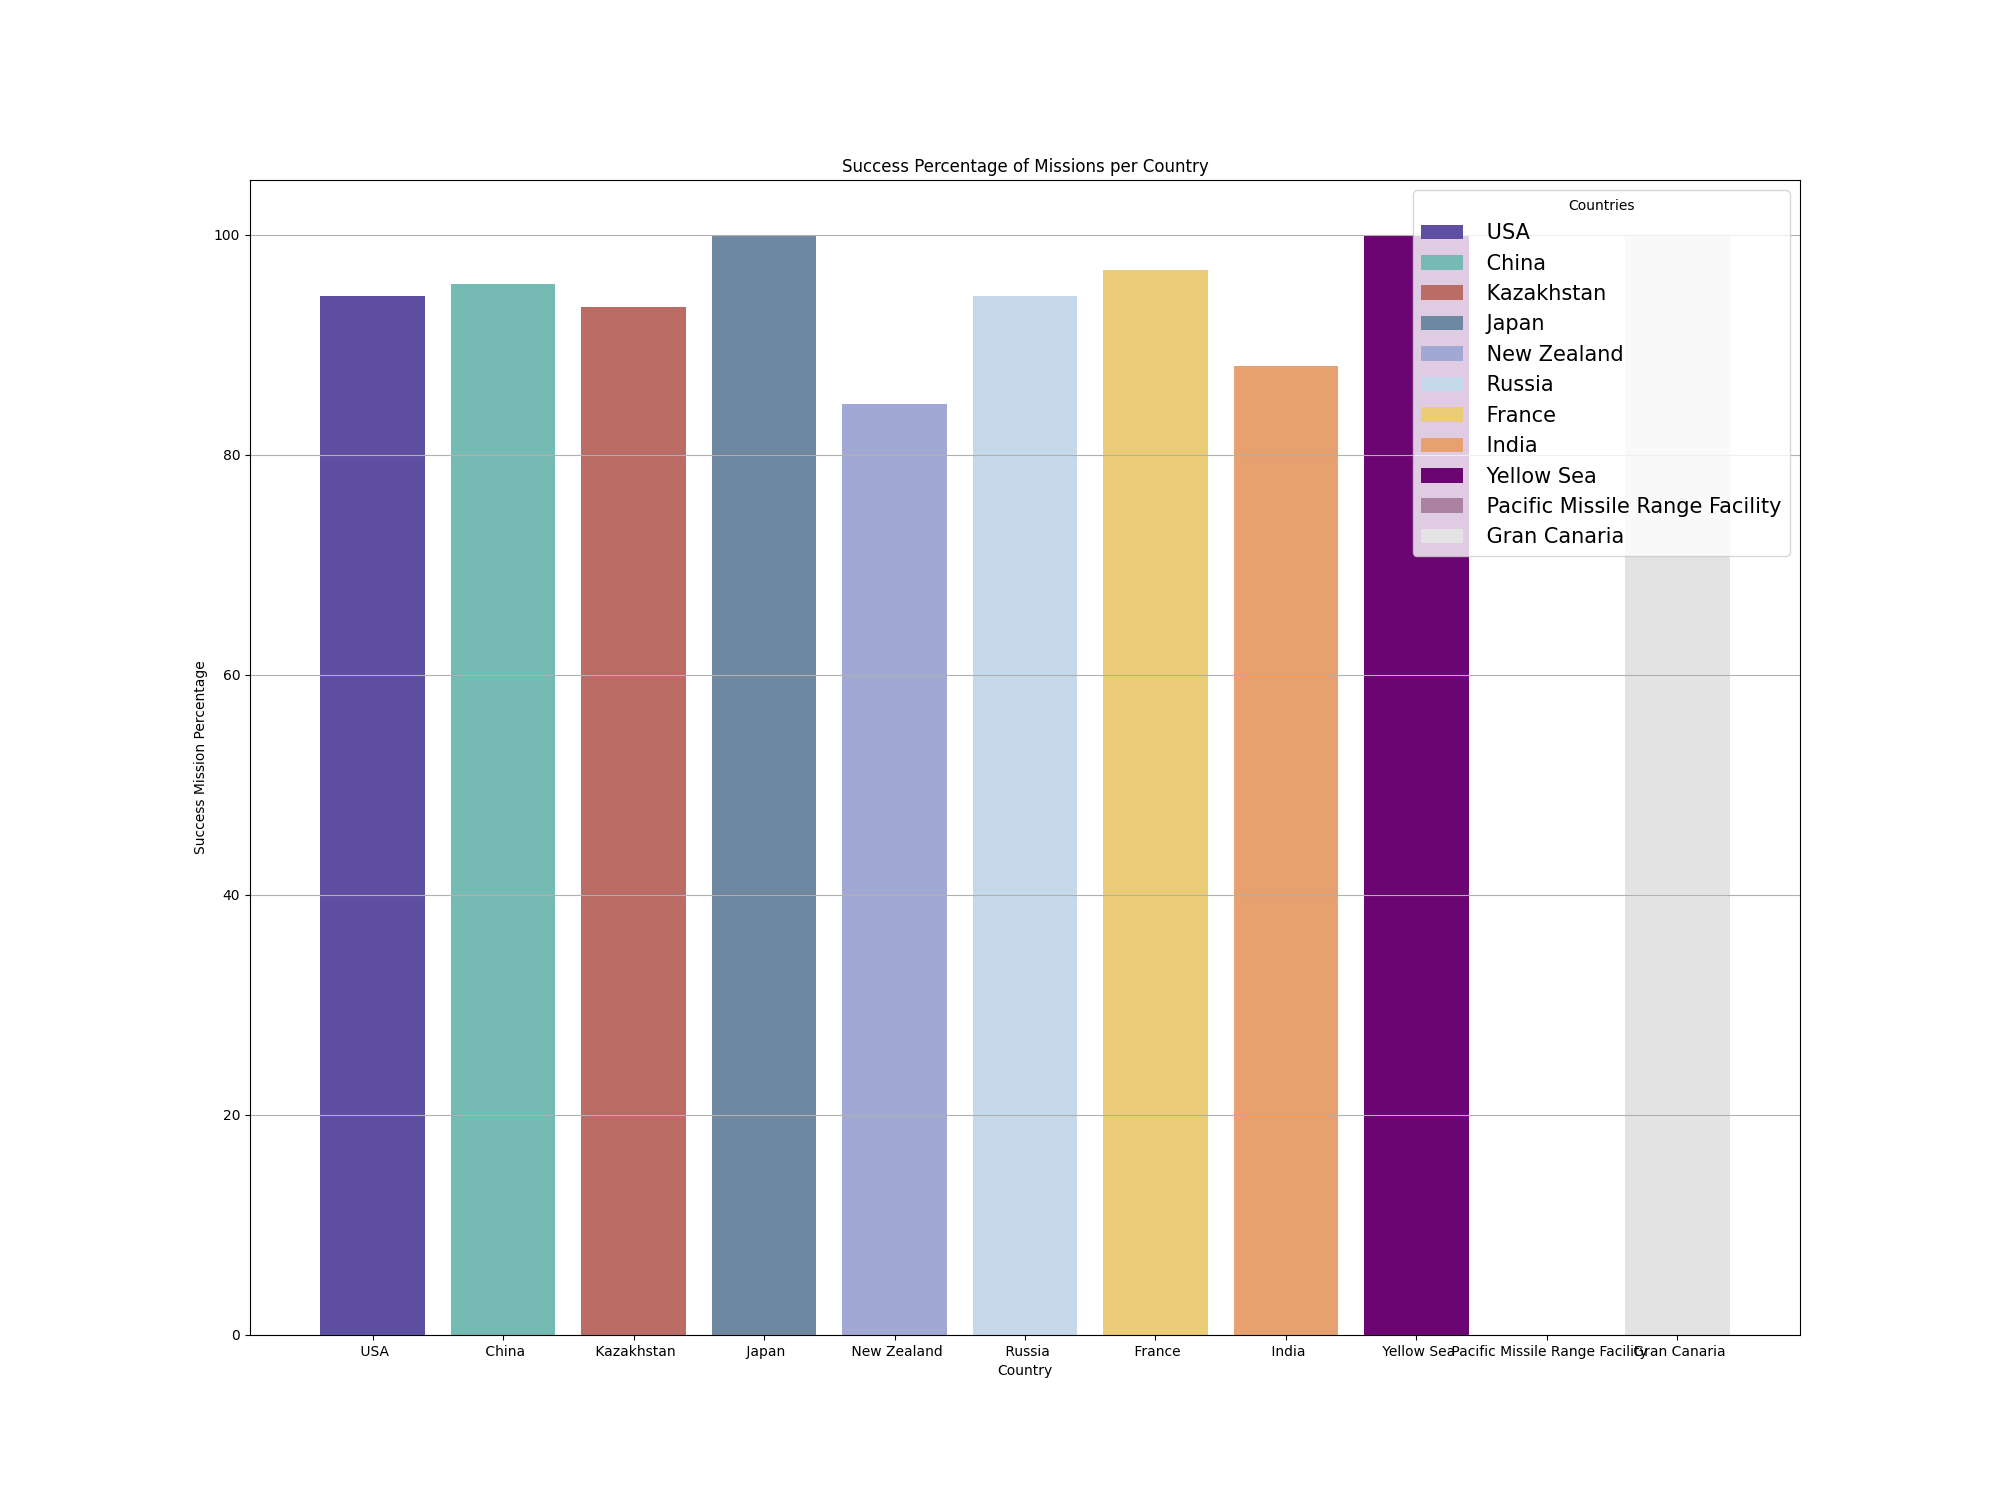 Success Percentage of Missions per Country
Countries
USA
China
Kazakhstan
Japan
New Zealand
Russia
France
India
Yellow Sea
Pacific Missile Range Facility
Gran Canaria
100
80
60
40
20
0
Success Mission Percentage
USA China Kazakhstan Japan New Zealand Russia France India Yellow Sea Pacific Missile Range Facility Gran Canaria
Country